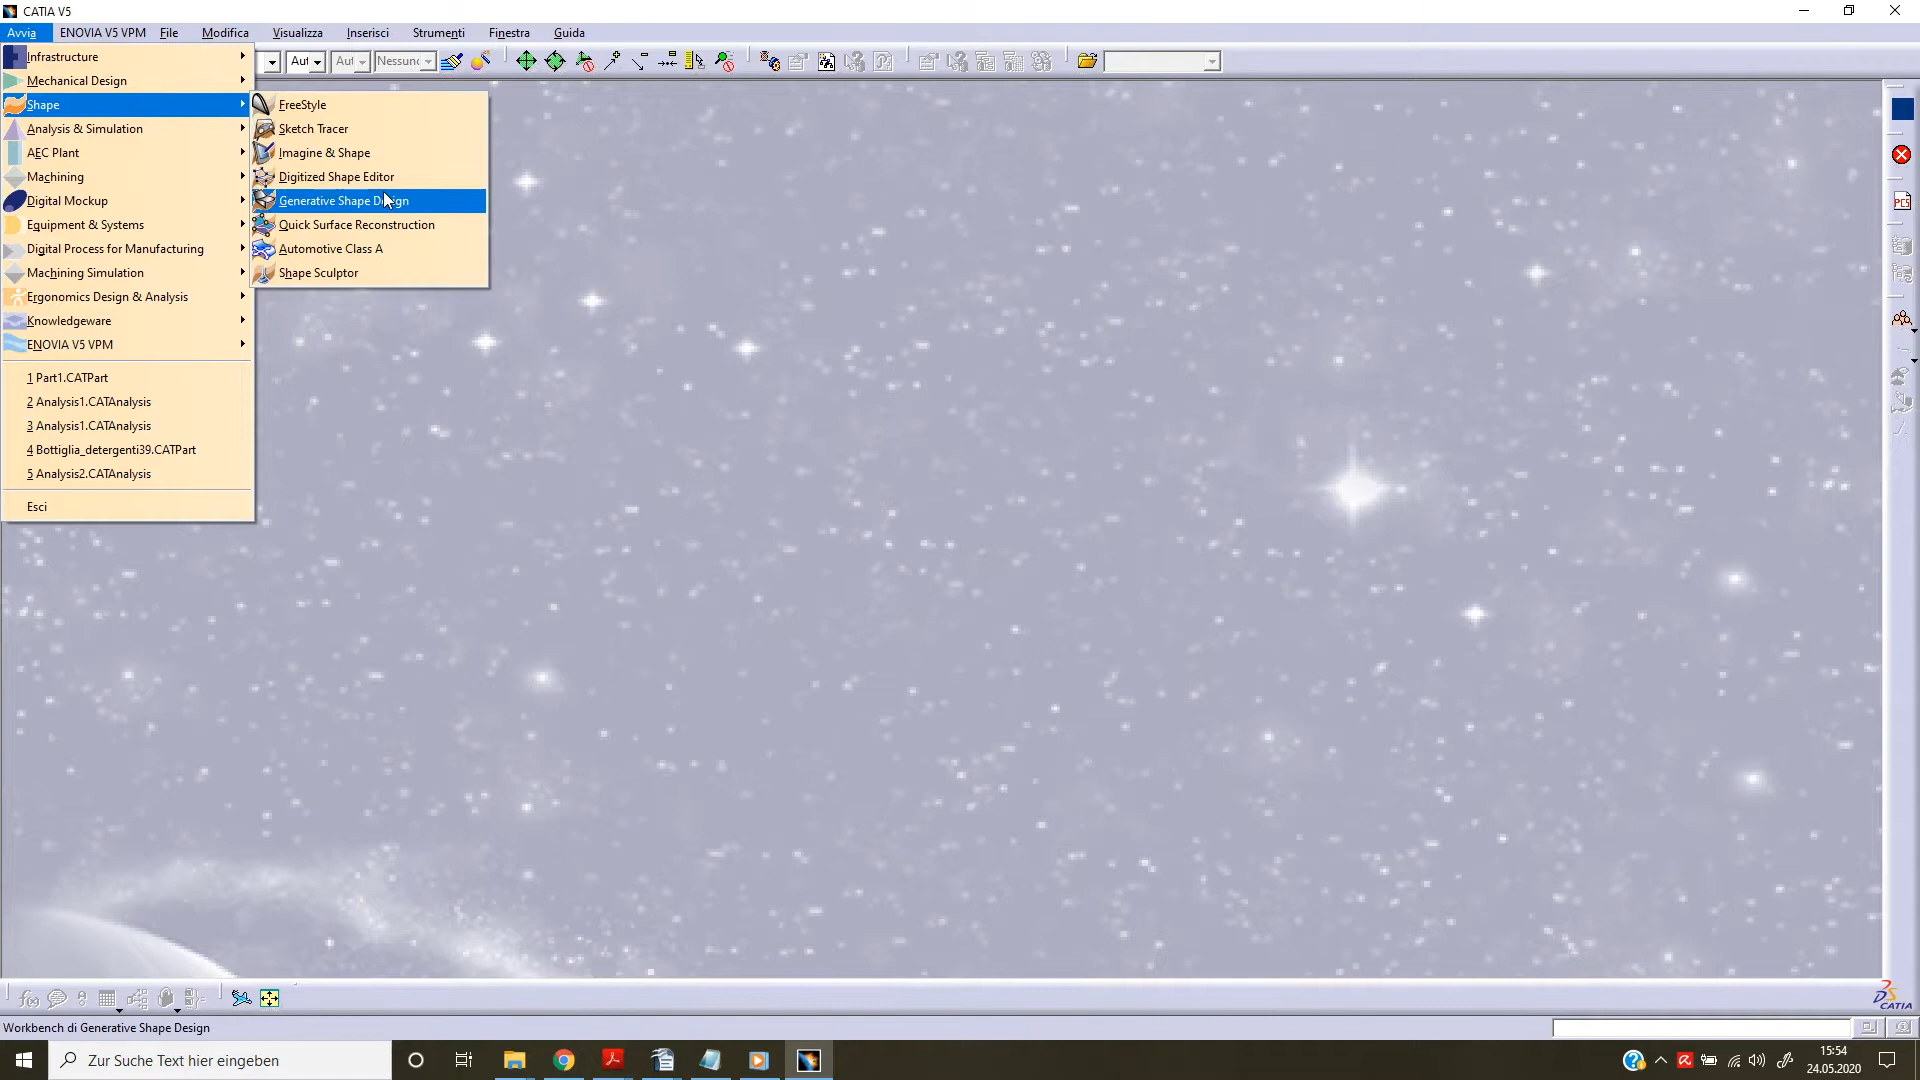 CATIA V5
Avvia ENOVIA V5 VPM File Modifica Visualizza Inserisci Strumenti Finestra Guida
Aut Aut Nessuno
Infrastructure
Mechanical Design
Shape
Analysis & Simulation
AEC Plant
Machining
Digital Mockup
Equipment & Systems
Digital Process for Manufacturing
Machining Simulation
Ergonomics Design & Analysis
Knowledgeware
ENOVIA V5 VPM
1 Part1.CATPart
2 Analysis1.CATAnalysis
3 Analysis1.CATAnalysis
4 Bottiglia_detergenti39.CATPart
5 Analysis2.CATAnalysis
Esci
FreeStyle
Sketch Tracer
Imagine & Shape
Digitized Shape Editor
Generative Shape Design
Quick Surface Reconstruction
Automotive Class A
Shape Sculptor
PCS
f(x)
CATIA
Workbench di Generative Shape Design
Zur Suche Text hier eingeben
15:54
24.05.2020